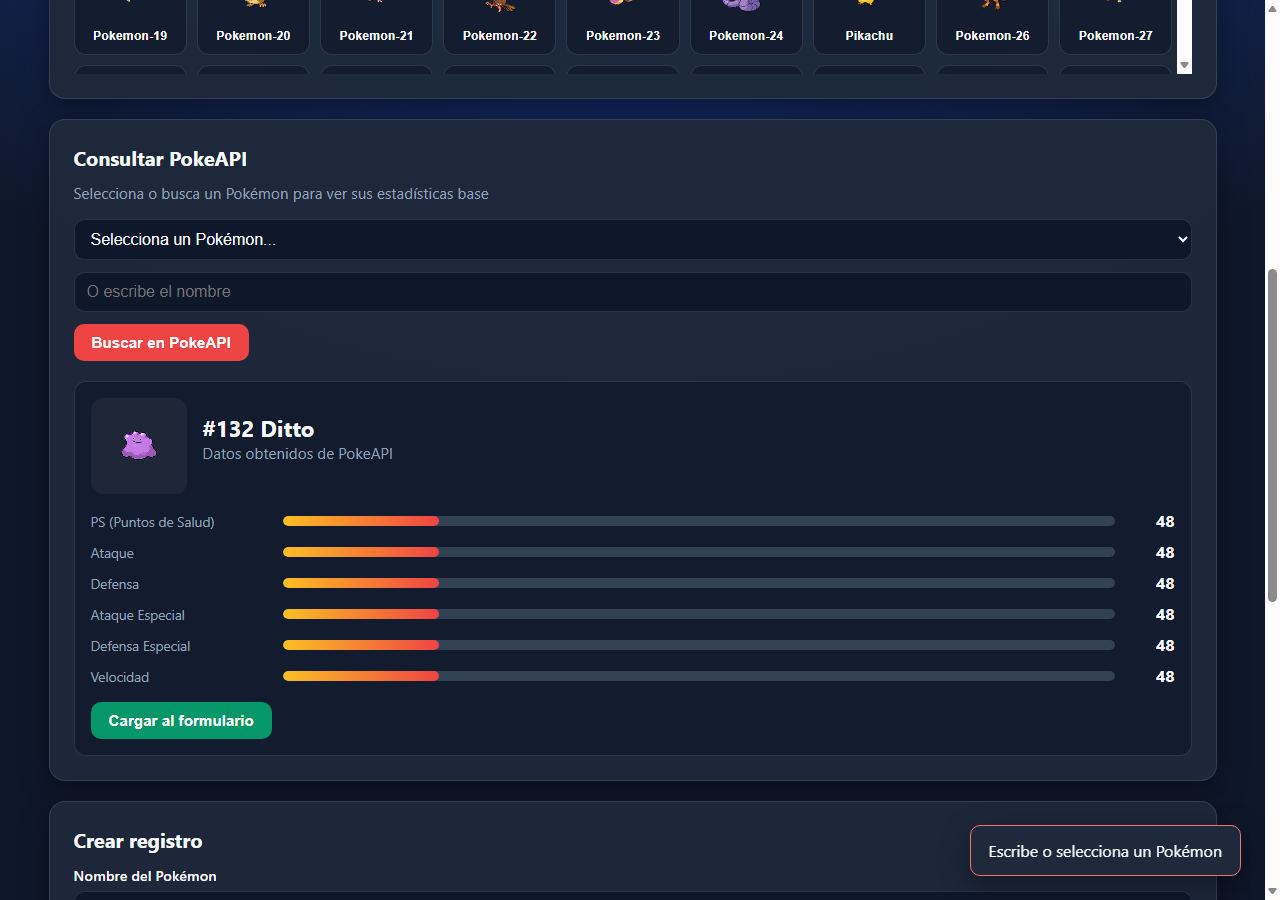 Pokemon-19 Pokemon-20 Pokemon-21 Pokemon-22 Pokemon-23 Pokemon-24 Pikachu Pokemon-26 Pokemon-27
Consultar PokeAPI
Selecciona o busca un Pokémon para ver sus estadísticas base
Selecciona un Pokémon...
O escribe el nombre
Buscar en PokeAPI
#132 Ditto
Datos obtenidos de PokeAPI
PS (Puntos de Salud) 48
Ataque 48
Defensa 48
Ataque Especial 48
Defensa Especial 48
Velocidad 48
Cargar al formulario
Crear registro
Escribe o selecciona un Pokémon
Nombre del Pokémon